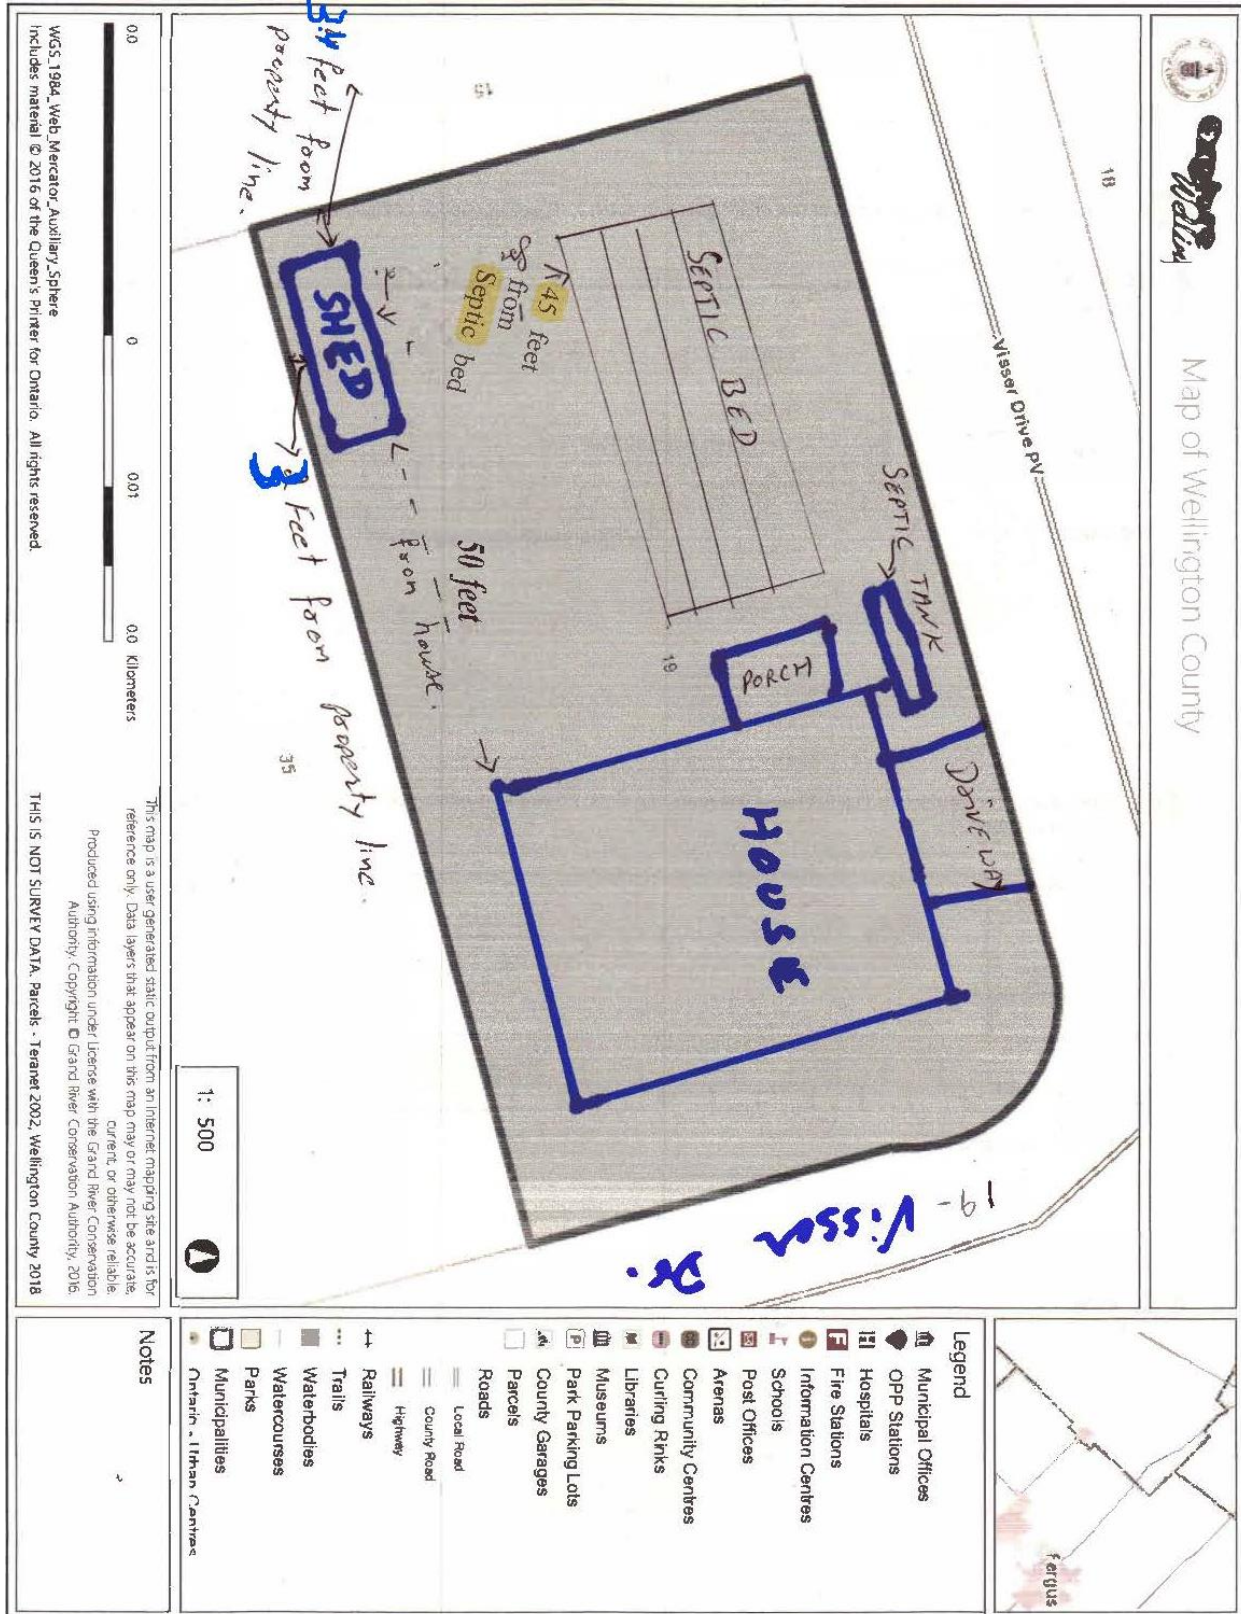 Map of Wellington County
18
Visser Drive PV
SEPTIC TANK
DRIVEWAY
SEPTIC BED
PORCH
HOUSE
19
45 feet
from
Septic bed
SHED
50 feet
from house.
feet from
property line.
3 Feet from property line.
35
19 - Visser Dr.
1: 500
0.0
0
0.01
0.0 Kilometers
WGS_1984_Web_Mercator_Auxiliary_Sphere
Includes material © 2016 of the Queen's Printer for Ontario. All rights reserved.
This map is a user generated static output from an Internet mapping site and is for
reference only. Data layers that appear on this map may or may not be accurate,
current, or otherwise reliable.
Produced using information under License with the Grand River Conservation
Authority. Copyright © Grand River Conservation Authority, 2016.
THIS IS NOT SURVEY DATA. Parcels - Teranet 2002, Wellington County 2018
Fergus
Legend
Municipal Offices
OPP Stations
Hospitals
Fire Stations
Information Centres
Schools
Post Offices
Arenas
Community Centres
Curling Rinks
Libraries
Museums
Park Parking Lots
County Garages
Parcels
Roads
Local Road
County Road
Highway
Railways
Trails
Waterbodies
Watercourses
Parks
Municipalities
Ontario - Urban Centres
Notes